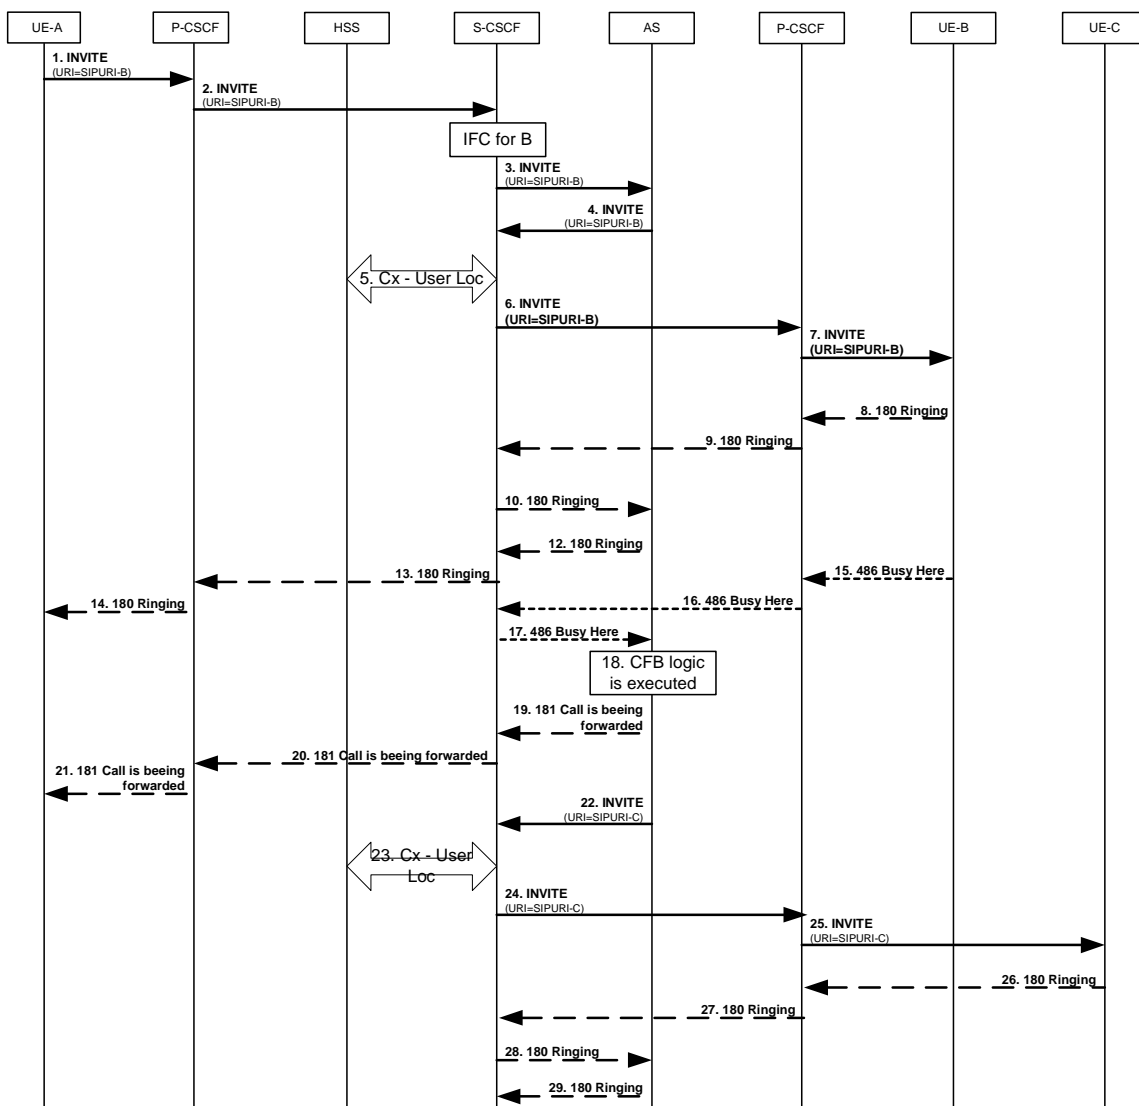 UE-A
P-CSCF
HSS
S-CSCF
AS
P-CSCF
UE-B
UE-C
1. INVITE
(URI=SIPURI-B)
2. INVITE
(URI=SIPURI-B)
IFC for B
3. INVITE
(URI=SIPURI-B)
4. INVITE
(URI=SIPURI-B)
5. Cx - User Loc
6. INVITE
(URI=SIPURI-B)
7. INVITE
(URI=SIPURI-B)
8. 180 Ringing
9. 180 Ringing
10. 180 Ringing
12. 180 Ringing
13. 180 Ringing
14. 180 Ringing
15. 486 Busy Here
16. 486 Busy Here
17. 486 Busy Here
18. CFB logic
is executed
19. 181 Call is beeing
forwarded
20. 181 Call is beeing forwarded
21. 181 Call is beeing
forwarded
22. INVITE
(URI=SIPURI-C)
23. Cx - User
Loc
24. INVITE
(URI=SIPURI-C)
25. INVITE
(URI=SIPURI-C)
26. 180 Ringing
27. 180 Ringing
28. 180 Ringing
29. 180 Ringing